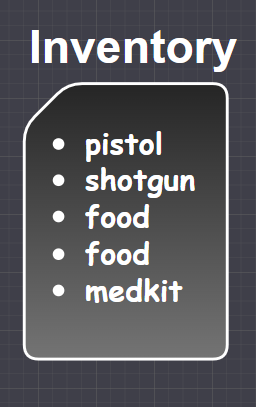 Inventory
• pistol
• shotgun
• food
• food
• medkit